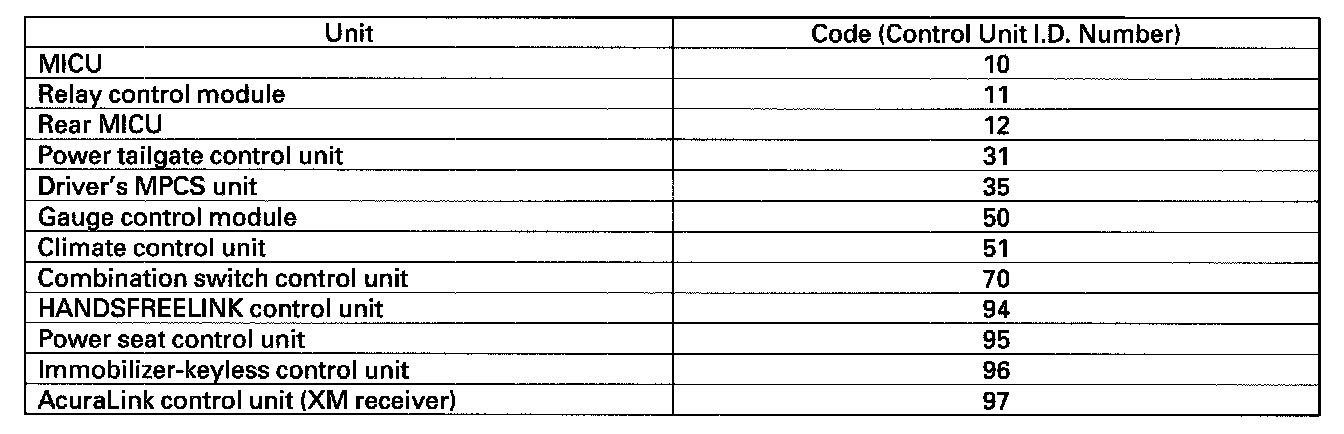 Unit Code (Control Unit I.D. Number)
MICU 10
Relay control module 11
Rear MICU 12
Power tailgate control unit 31
Driver's MPCS unit 35
Gauge control module 50
Climate control unit 51
Combination switch control unit 70
HANDSFREELINK control unit 94
Power seat control unit 95
Immobilizer-keyless control unit 96
AcuraLink control unit (XM receiver) 97